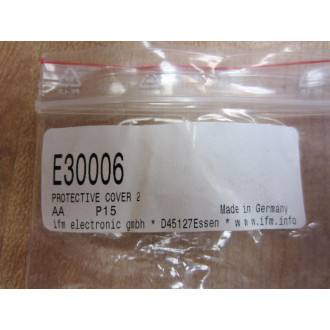 E30006
PROTECTIVE COVER 2
AA P15 Made in Germany
ifm electronic gmbh * D45127Essen * www.ifm.info